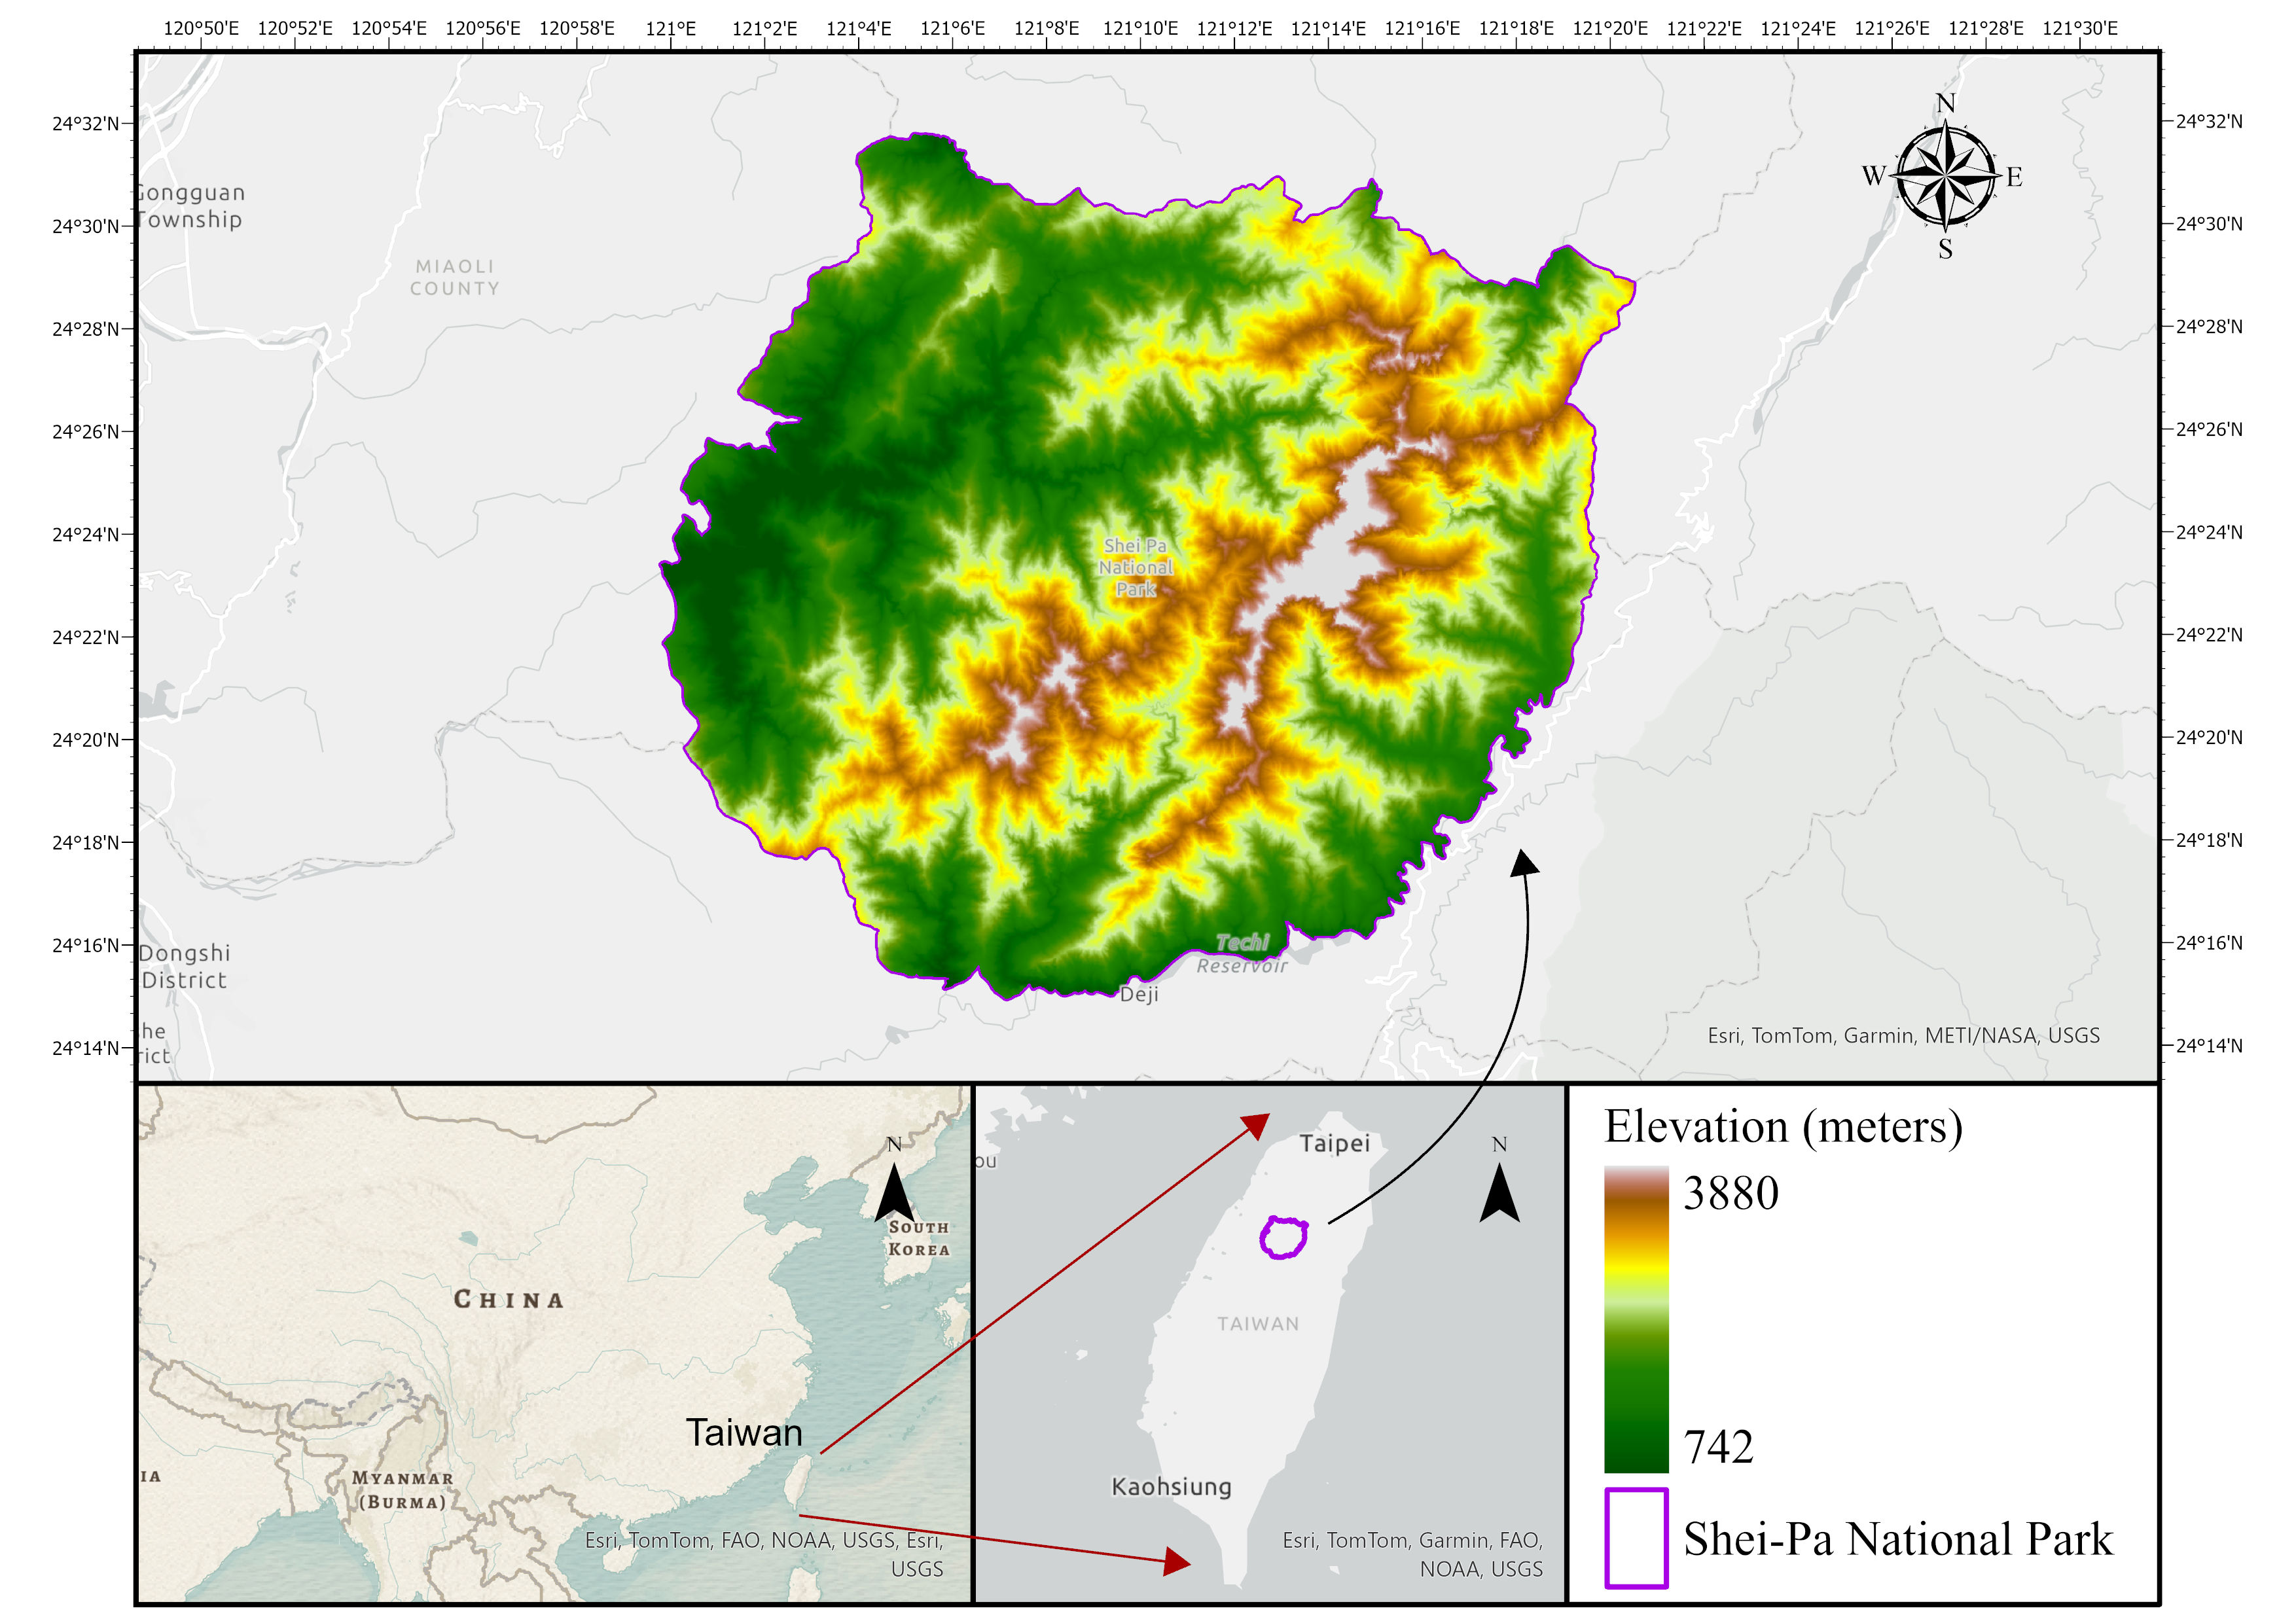 120°50'E 120°52'E 120°54'E 120°56'E 120°58'E 121°E 121°2'E 121°4'E 121°6'E 121°8'E 121°10'E 121°12'E 121°14'E 121°16'E 121°18'E 121°20'E 121°22'E 121°24'E 121°26'E 121°28'E 121°30'E
N
W E
S
24°32'N 24°32'N
24°30'N 24°30'N
24°28'N 24°28'N
24°26'N 24°26'N
24°24'N 24°24'N
24°22'N 24°22'N
24°20'N 24°20'N
24°18'N 24°18'N
24°16'N 24°16'N
24°14'N 24°14'N
Gongguan
Township
MIAOLI
COUNTY
Shei Pa
National
Park
Dongshi
District
he
rict
Techi
Reservoir
Deji
Esri, TomTom, Garmin, METI/NASA, USGS
N
SOUTH
KOREA
CHINA
Taiwan
IA
MYANMAR
(BURMA)
Esri, TomTom, FAO, NOAA, USGS, Esri,
USGS
ou
Taipei
N
TAIWAN
Kaohsiung
Esri, TomTom, Garmin, FAO,
NOAA, USGS
Elevation (meters)
3880
742
Shei-Pa National Park